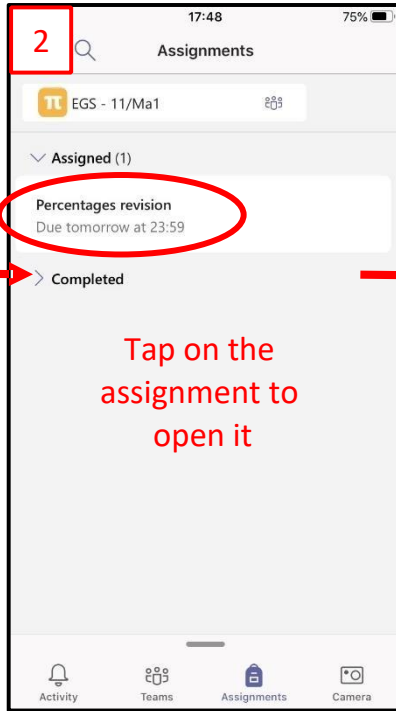 2
17:48
75%
Assignments
π EGS - 11/Ma1
Assigned (1)
Percentages revision
Due tomorrow at 23:59
Completed
Tap on the
assignment to
open it
Activity Teams Assignments Camera